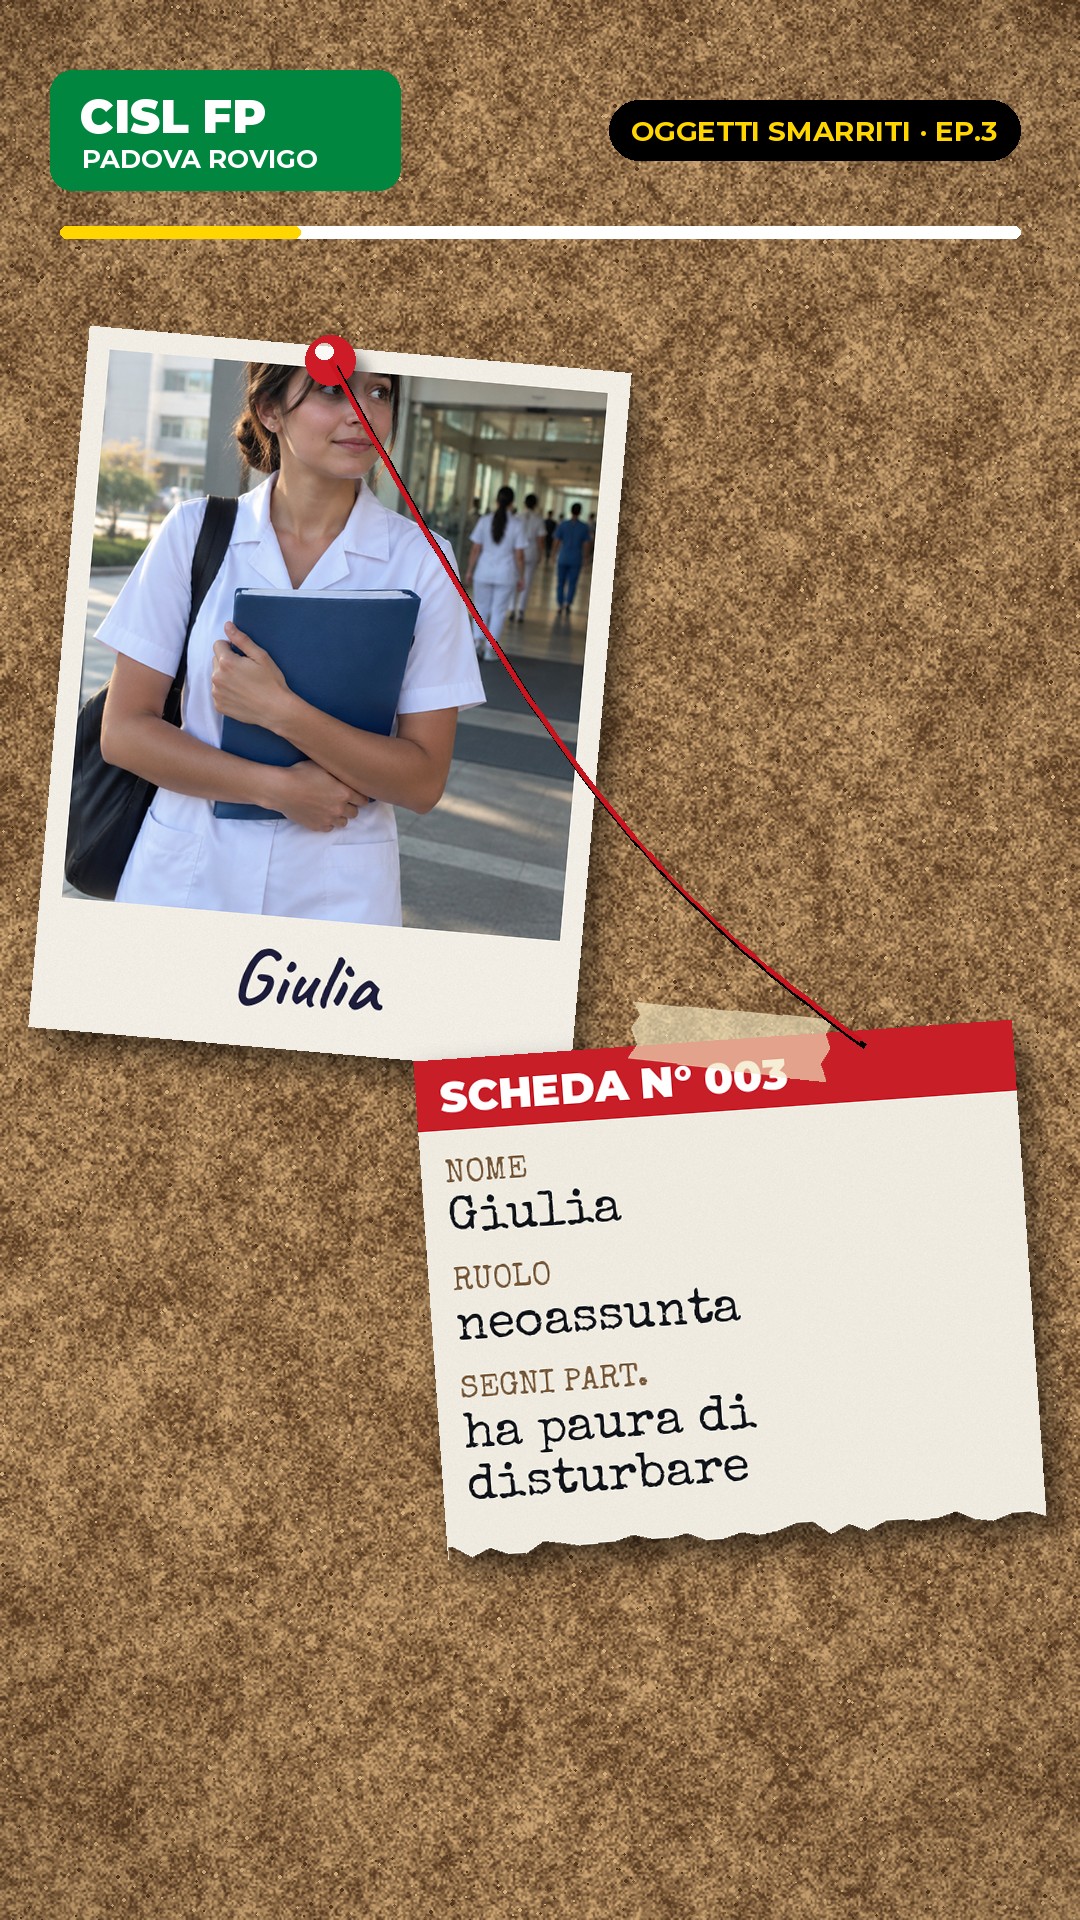 CISL FP
PADOVA ROVIGO
OGGETTI SMARRITI · EP.3
Giulia
SCHEDA N° 003
NOME
Giulia
RUOLO
neoassunta
SEGNI PART.
ha paura di
disturbare